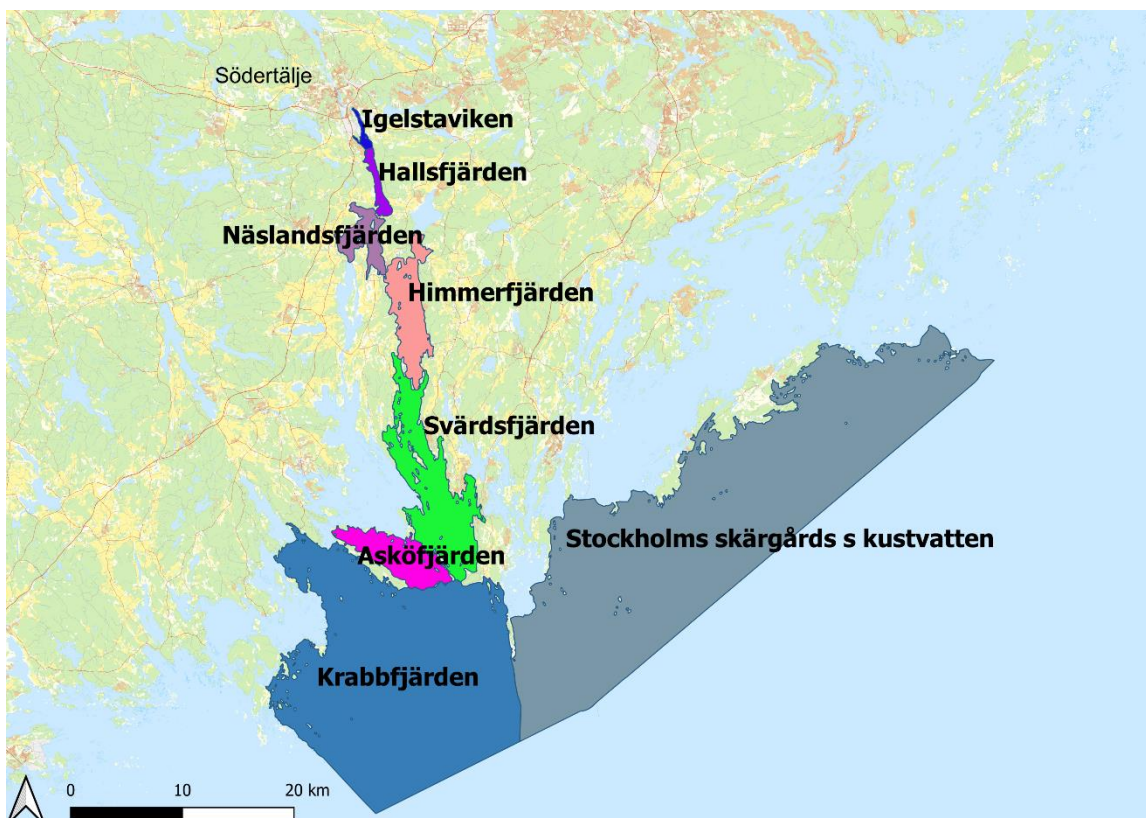 Södertälje
Igelstaviken
Hallsfjärden
Näslandsfjärden
Himmerfjärden
Svärdsfjärden
Stockholms skärgårds s kustvatten
Asköfjärden
Krabbfjärden
0 10 20 km